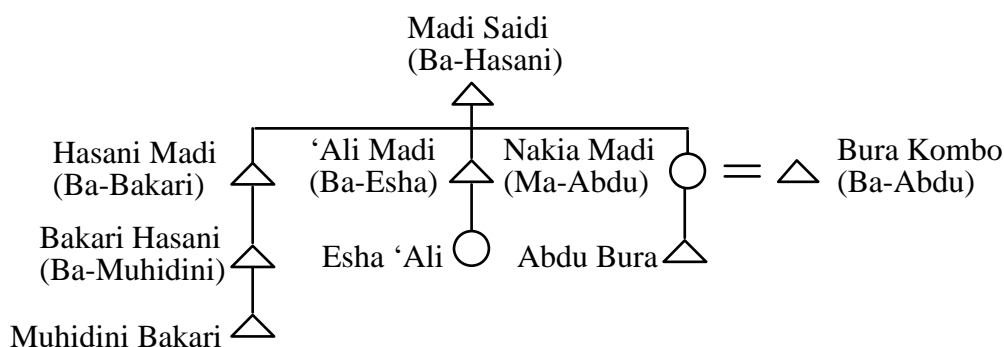 Madi Saidi
(Ba-Hasani)
Hasani Madi
(Ba-Bakari)
‘Ali Madi
(Ba-Esha)
Nakia Madi
(Ma-Abdu)
Bura Kombo
(Ba-Abdu)
Bakari Hasani
(Ba-Muhidini)
Esha ‘Ali
Abdu Bura
Muhidini Bakari